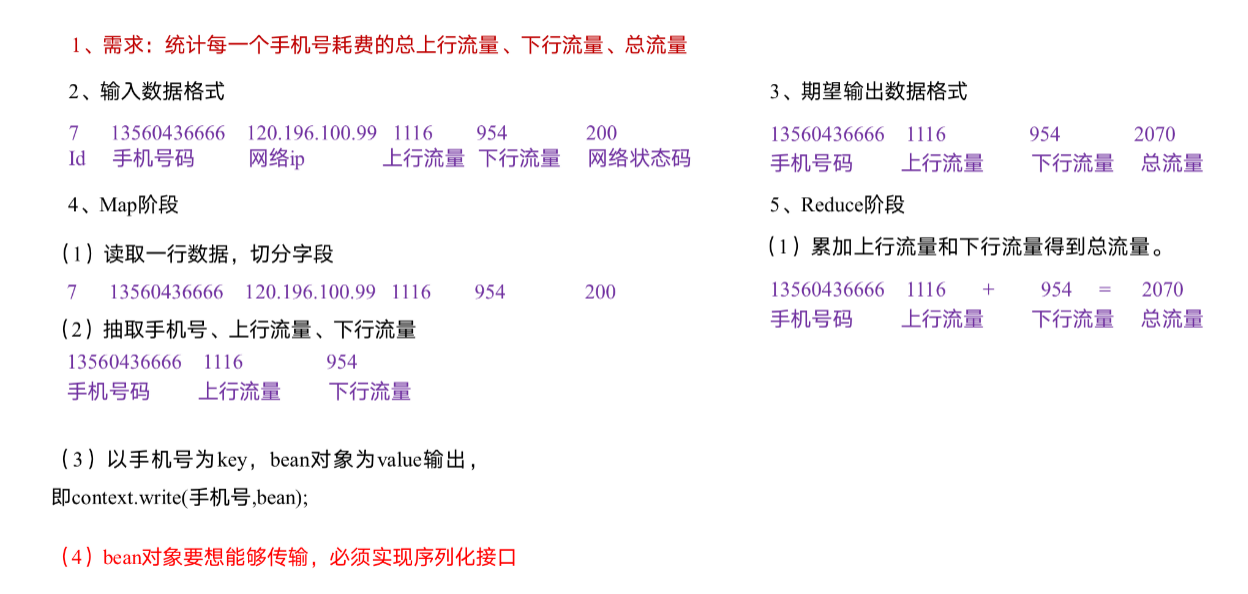 1、需求：统计每一个手机号耗费的总上行流量、下行流量、总流量
2、输入数据格式
7 13560436666 120.196.100.99 1116 954 200
Id 手机号码 网络ip 上行流量 下行流量 网络状态码
3、期望输出数据格式
13560436666 1116 954 2070
手机号码 上行流量 下行流量 总流量
4、Map阶段
（1）读取一行数据，切分字段
7 13560436666 120.196.100.99 1116 954 200
（2）抽取手机号、上行流量、下行流量
13560436666 1116 954
手机号码 上行流量 下行流量
（3）以手机号为key，bean对象为value输出，
即context.write(手机号,bean);
（4）bean对象要想能够传输，必须实现序列化接口
5、Reduce阶段
（1）累加上行流量和下行流量得到总流量。
13560436666 1116 + 954 = 2070
手机号码 上行流量 下行流量 总流量